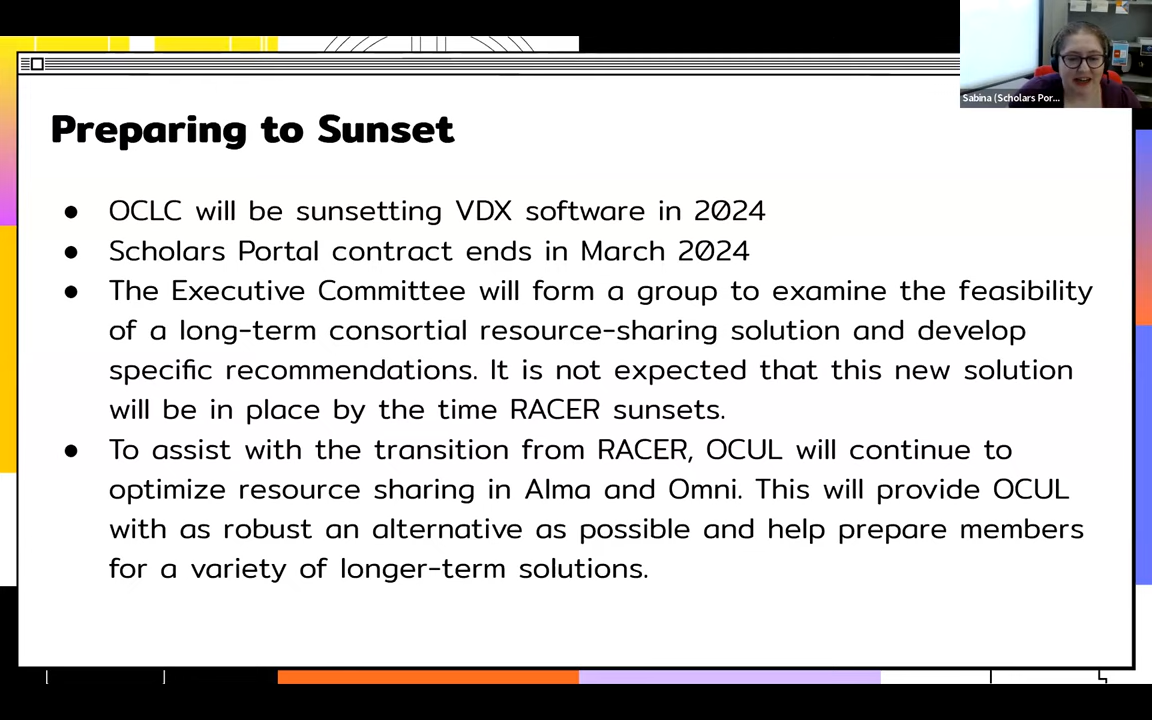 Sabina (Scholars Por...
Preparing to Sunset
● OCLC will be sunsetting VDX software in 2024
● Scholars Portal contract ends in March 2024
● The Executive Committee will form a group to examine the feasibility
of a long-term consortial resource-sharing solution and develop
specific recommendations. It is not expected that this new solution
will be in place by the time RACER sunsets.
● To assist with the transition from RACER, OCUL will continue to
optimize resource sharing in Alma and Omni. This will provide OCUL
with as robust an alternative as possible and help prepare members
for a variety of longer-term solutions.